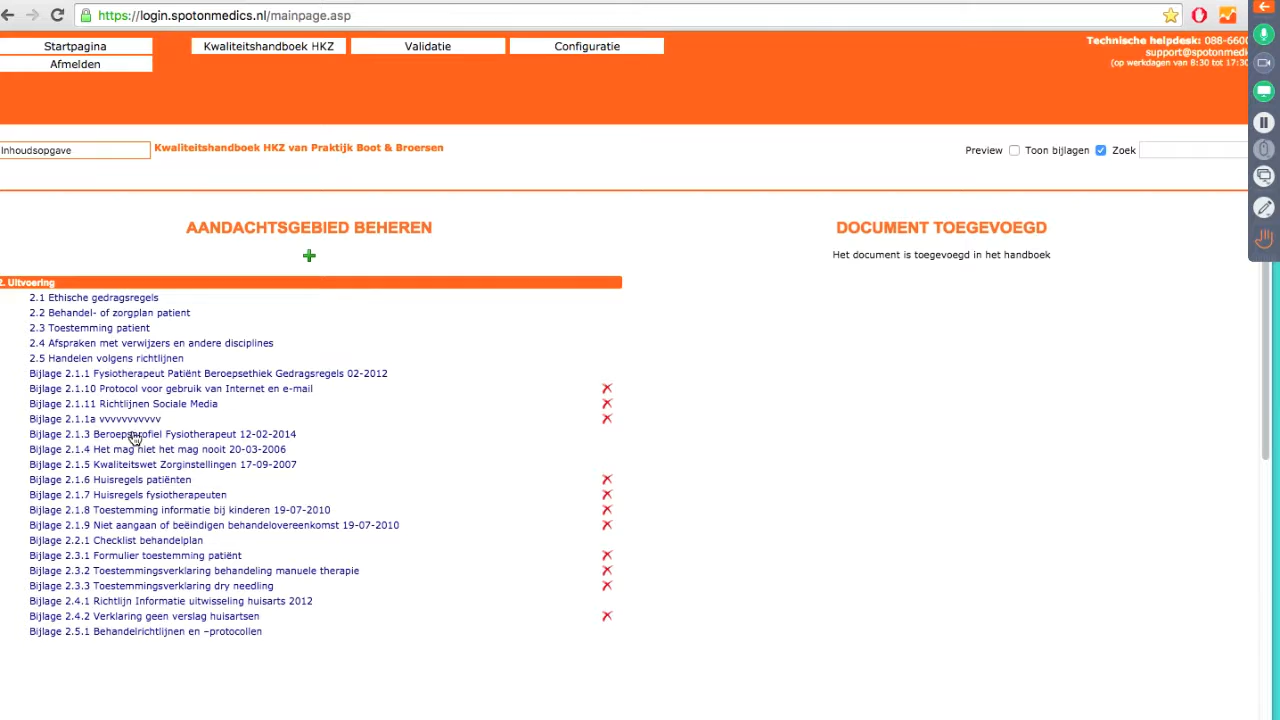 https://login.spotonmedics.nl/mainpage.asp
Startpagina
Kwaliteitshandboek HKZ
Validatie
Configuratie
Afmelden
Technische helpdesk: 088-6600
support@spotonmedic
(op werkdagen van 8:30 tot 17:30
Inhoudsopgave
Kwaliteitshandboek HKZ van Praktijk Boot & Broersen
Preview
Toon bijlagen
Zoek
AANDACHTSGEBIED BEHEREN
DOCUMENT TOEGEVOEGD
Het document is toegevoegd in het handboek
2. Uitvoering
2.1 Ethische gedragsregels
2.2 Behandel- of zorgplan patient
2.3 Toestemming patient
2.4 Afspraken met verwijzers en andere disciplines
2.5 Handelen volgens richtlijnen
Bijlage 2.1.1 Fysiotherapeut Patiënt Beroepsethiek Gedragsregels 02-2012
Bijlage 2.1.10 Protocol voor gebruik van Internet en e-mail
Bijlage 2.1.11 Richtlijnen Sociale Media
Bijlage 2.1.1a vvvvvvvvvvv
Bijlage 2.1.3 Beroepsprofiel Fysiotherapeut 12-02-2014
Bijlage 2.1.4 Het mag niet het mag nooit 20-03-2006
Bijlage 2.1.5 Kwaliteitswet Zorginstellingen 17-09-2007
Bijlage 2.1.6 Huisregels patiënten
Bijlage 2.1.7 Huisregels fysiotherapeuten
Bijlage 2.1.8 Toestemming informatie bij kinderen 19-07-2010
Bijlage 2.1.9 Niet aangaan of beëindigen behandelovereenkomst 19-07-2010
Bijlage 2.2.1 Checklist behandelplan
Bijlage 2.3.1 Formulier toestemming patiënt
Bijlage 2.3.2 Toestemmingsverklaring behandeling manuele therapie
Bijlage 2.3.3 Toestemmingsverklaring dry needling
Bijlage 2.4.1 Richtlijn Informatie uitwisseling huisarts 2012
Bijlage 2.4.2 Verklaring geen verslag huisartsen
Bijlage 2.5.1 Behandelrichtlijnen en –protocollen